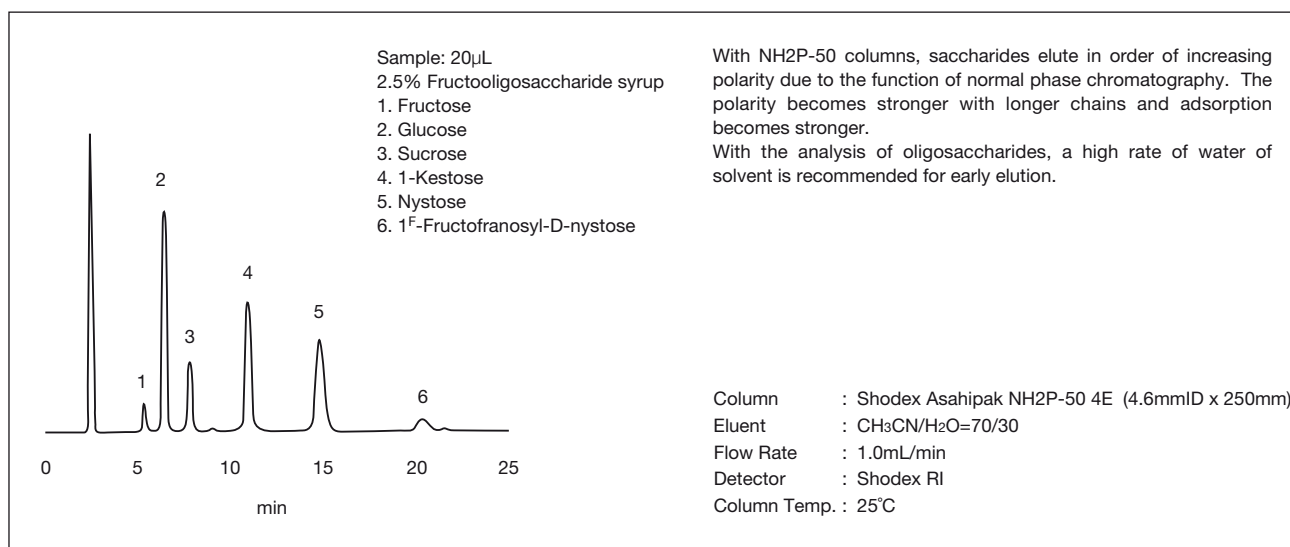 Sample: 20µL
2.5% Fructooligosaccharide syrup
1. Fructose
2. Glucose
3. Sucrose
4. 1-Kestose
5. Nystose
6. 1F-Fructofranosyl-D-nystose
With NH2P-50 columns, saccharides elute in order of increasing
polarity due to the function of normal phase chromatography. The
polarity becomes stronger with longer chains and adsorption
becomes stronger.
With the analysis of oligosaccharides, a high rate of water of
solvent is recommended for early elution.
1
2
3
4
5
6
0 5 10 15 20 25
min
Column : Shodex Asahipak NH2P-50 4E (4.6mmID x 250mm)
Eluent : CH3CN/H2O=70/30
Flow Rate : 1.0mL/min
Detector : Shodex RI
Column Temp. : 25°C